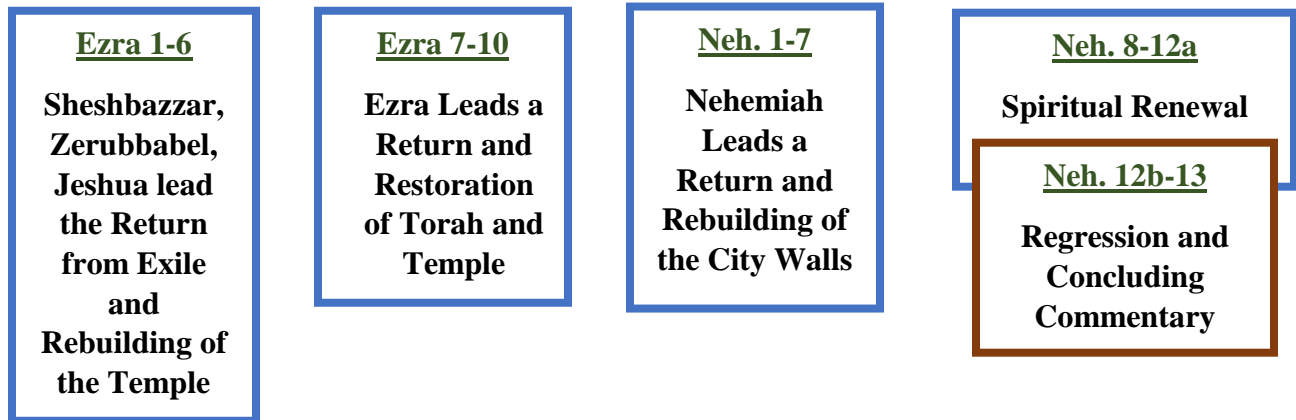 Ezra 1-6
Sheshbazzar,
Zerubbabel,
Jeshua lead
the Return
from Exile
and
Rebuilding of
the Temple
Ezra 7-10
Ezra Leads a
Return and
Restoration
of Torah and
Temple
Neh. 1-7
Nehemiah
Leads a
Return and
Rebuilding of
the City Walls
Neh. 8-12a
Spiritual Renewal
Neh. 12b-13
Regression and
Concluding
Commentary